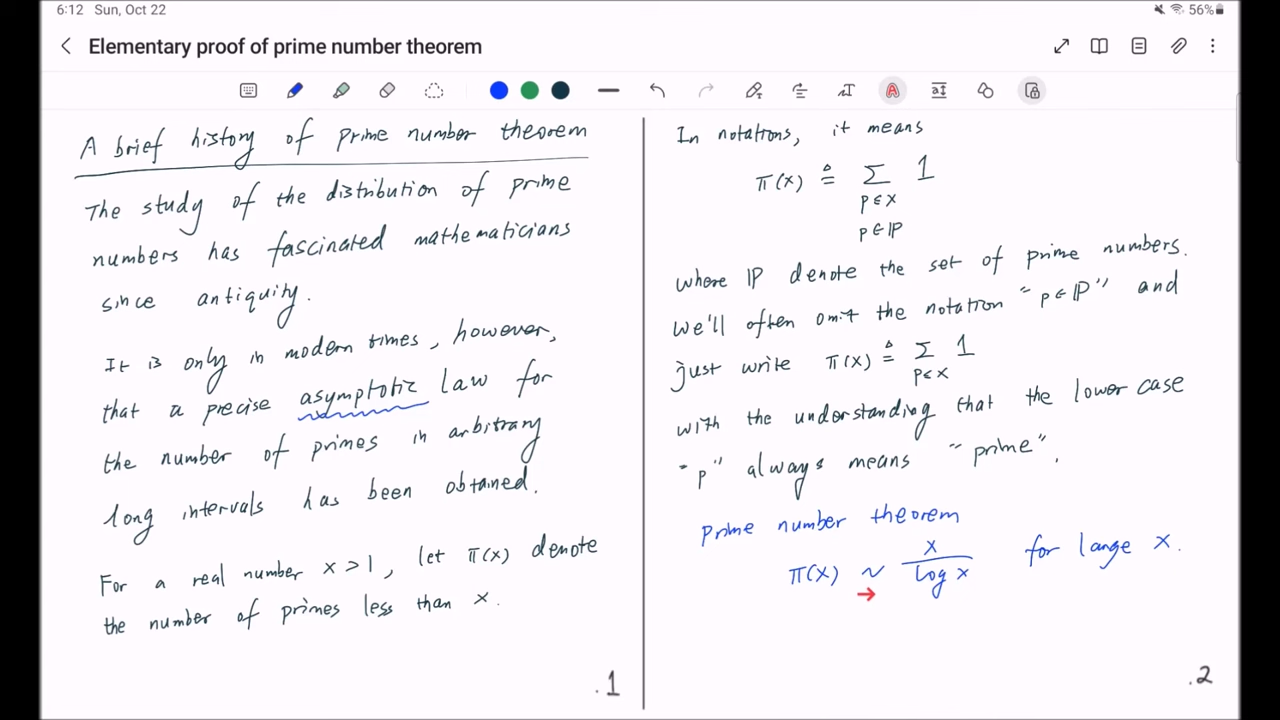 6:12 Sun, Oct 22
56%
Elementary proof of prime number theorem
A brief history of prime number theorem
The study of the distribution of prime
numbers has fascinated mathematicians
since antiquity.
It is only in modern times, however,
that a precise asymptotic law for
the number of primes in arbitrary
long intervals has been obtained.
For a real number x > 1, let π(x) denote
the number of primes less than x.
.1
In notations, it means
π(x) ≜ Σ 1
p ≤ x
p ∈ ℙ
where ℙ denote the set of prime numbers.
We'll often omit the notation "p ∈ ℙ" and
just write π(x) ≜ Σ 1
p ≤ x
with the understanding that the lower case
"p" always means "prime".
Prime number theorem
π(x) ~ x / log x for large x.
→
.2